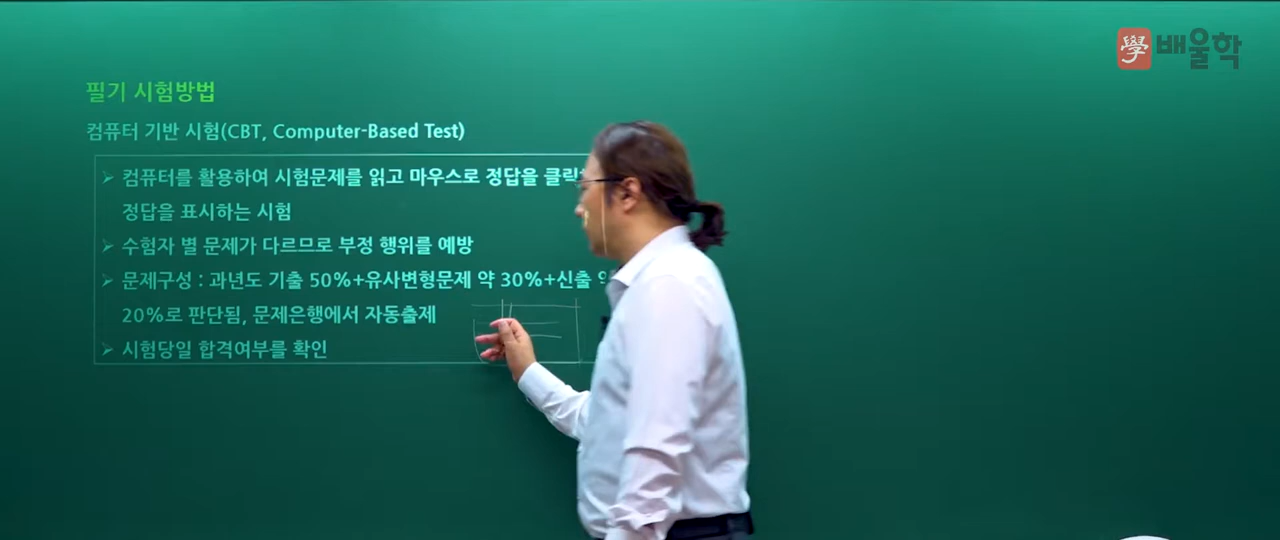 學 배울학
필기 시험방법
컴퓨터 기반 시험(CBT, Computer-Based Test)
➢ 컴퓨터를 활용하여 시험문제를 읽고 마우스로 정답을
정답을 표시하는 시험
➢ 수험자 별 문제가 다르므로 부정 행위를 예방
➢ 문제구성 : 과년도 기출 50%+유사변형문제 약 30%+신출
20%로 판단됨, 문제은행에서 자동출제
➢ 시험당일 합격여부를 확인